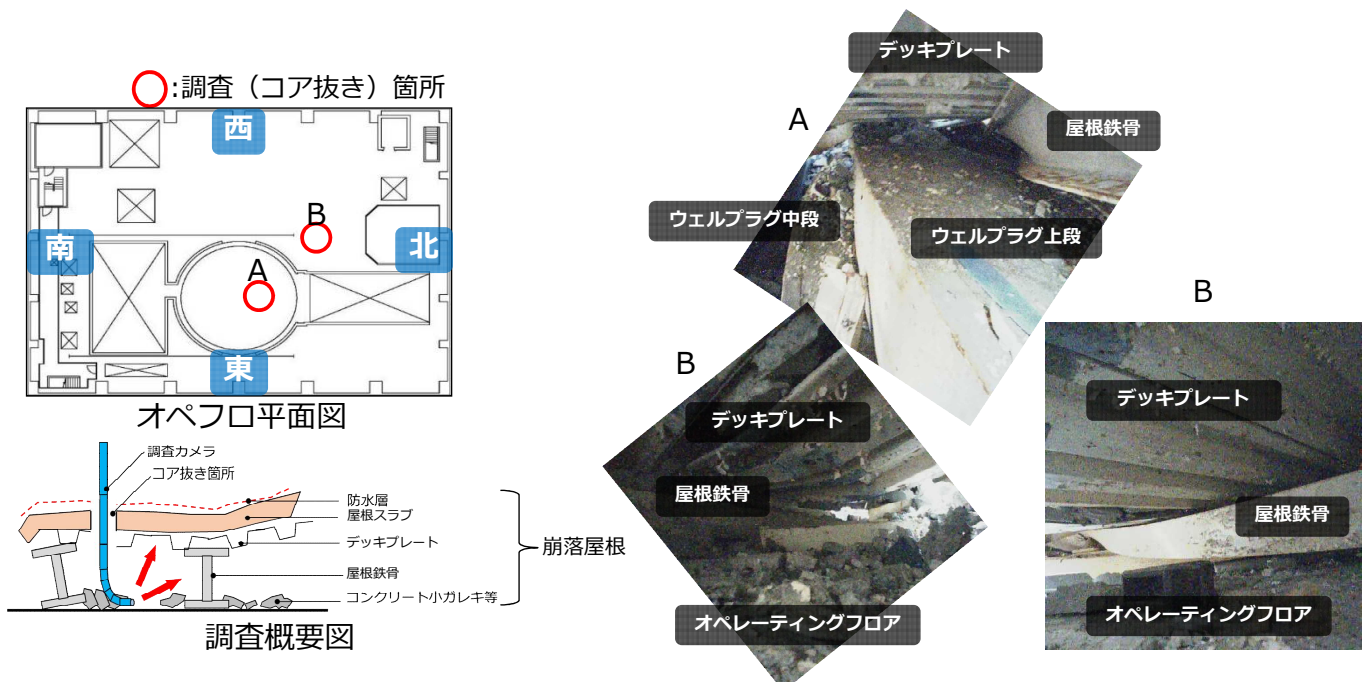 :調査（コア抜き）箇所
西
B
南
北
A
東
オペフロ平面図
調査カメラ
コア抜き箇所
防水層
屋根スラブ
デッキプレート
屋根鉄骨
コンクリート小ガレキ等
崩落屋根
調査概要図
デッキプレート
A
屋根鉄骨
ウェルプラグ中段
ウェルプラグ上段
B
デッキプレート
屋根鉄骨
オペレーティングフロア
B
デッキプレート
屋根鉄骨
オペレーティングフロア